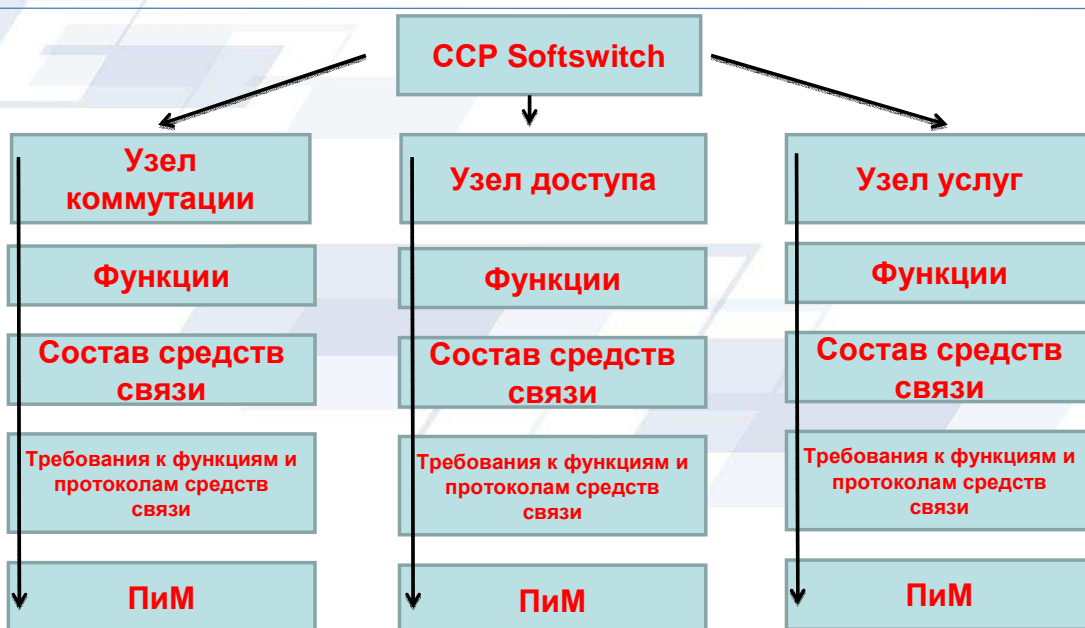 ССР Softswitch
Узел
коммутации
Функции
Состав средств
связи
Требования к функциям и
протоколам средств
связи
ПиМ
Узел доступа
Функции
Состав средств
связи
Требования к функциям и
протоколам средств
связи
ПиМ
Узел услуг
Функции
Состав средств
связи
Требования к функциям и
протоколам средств
связи
ПиМ